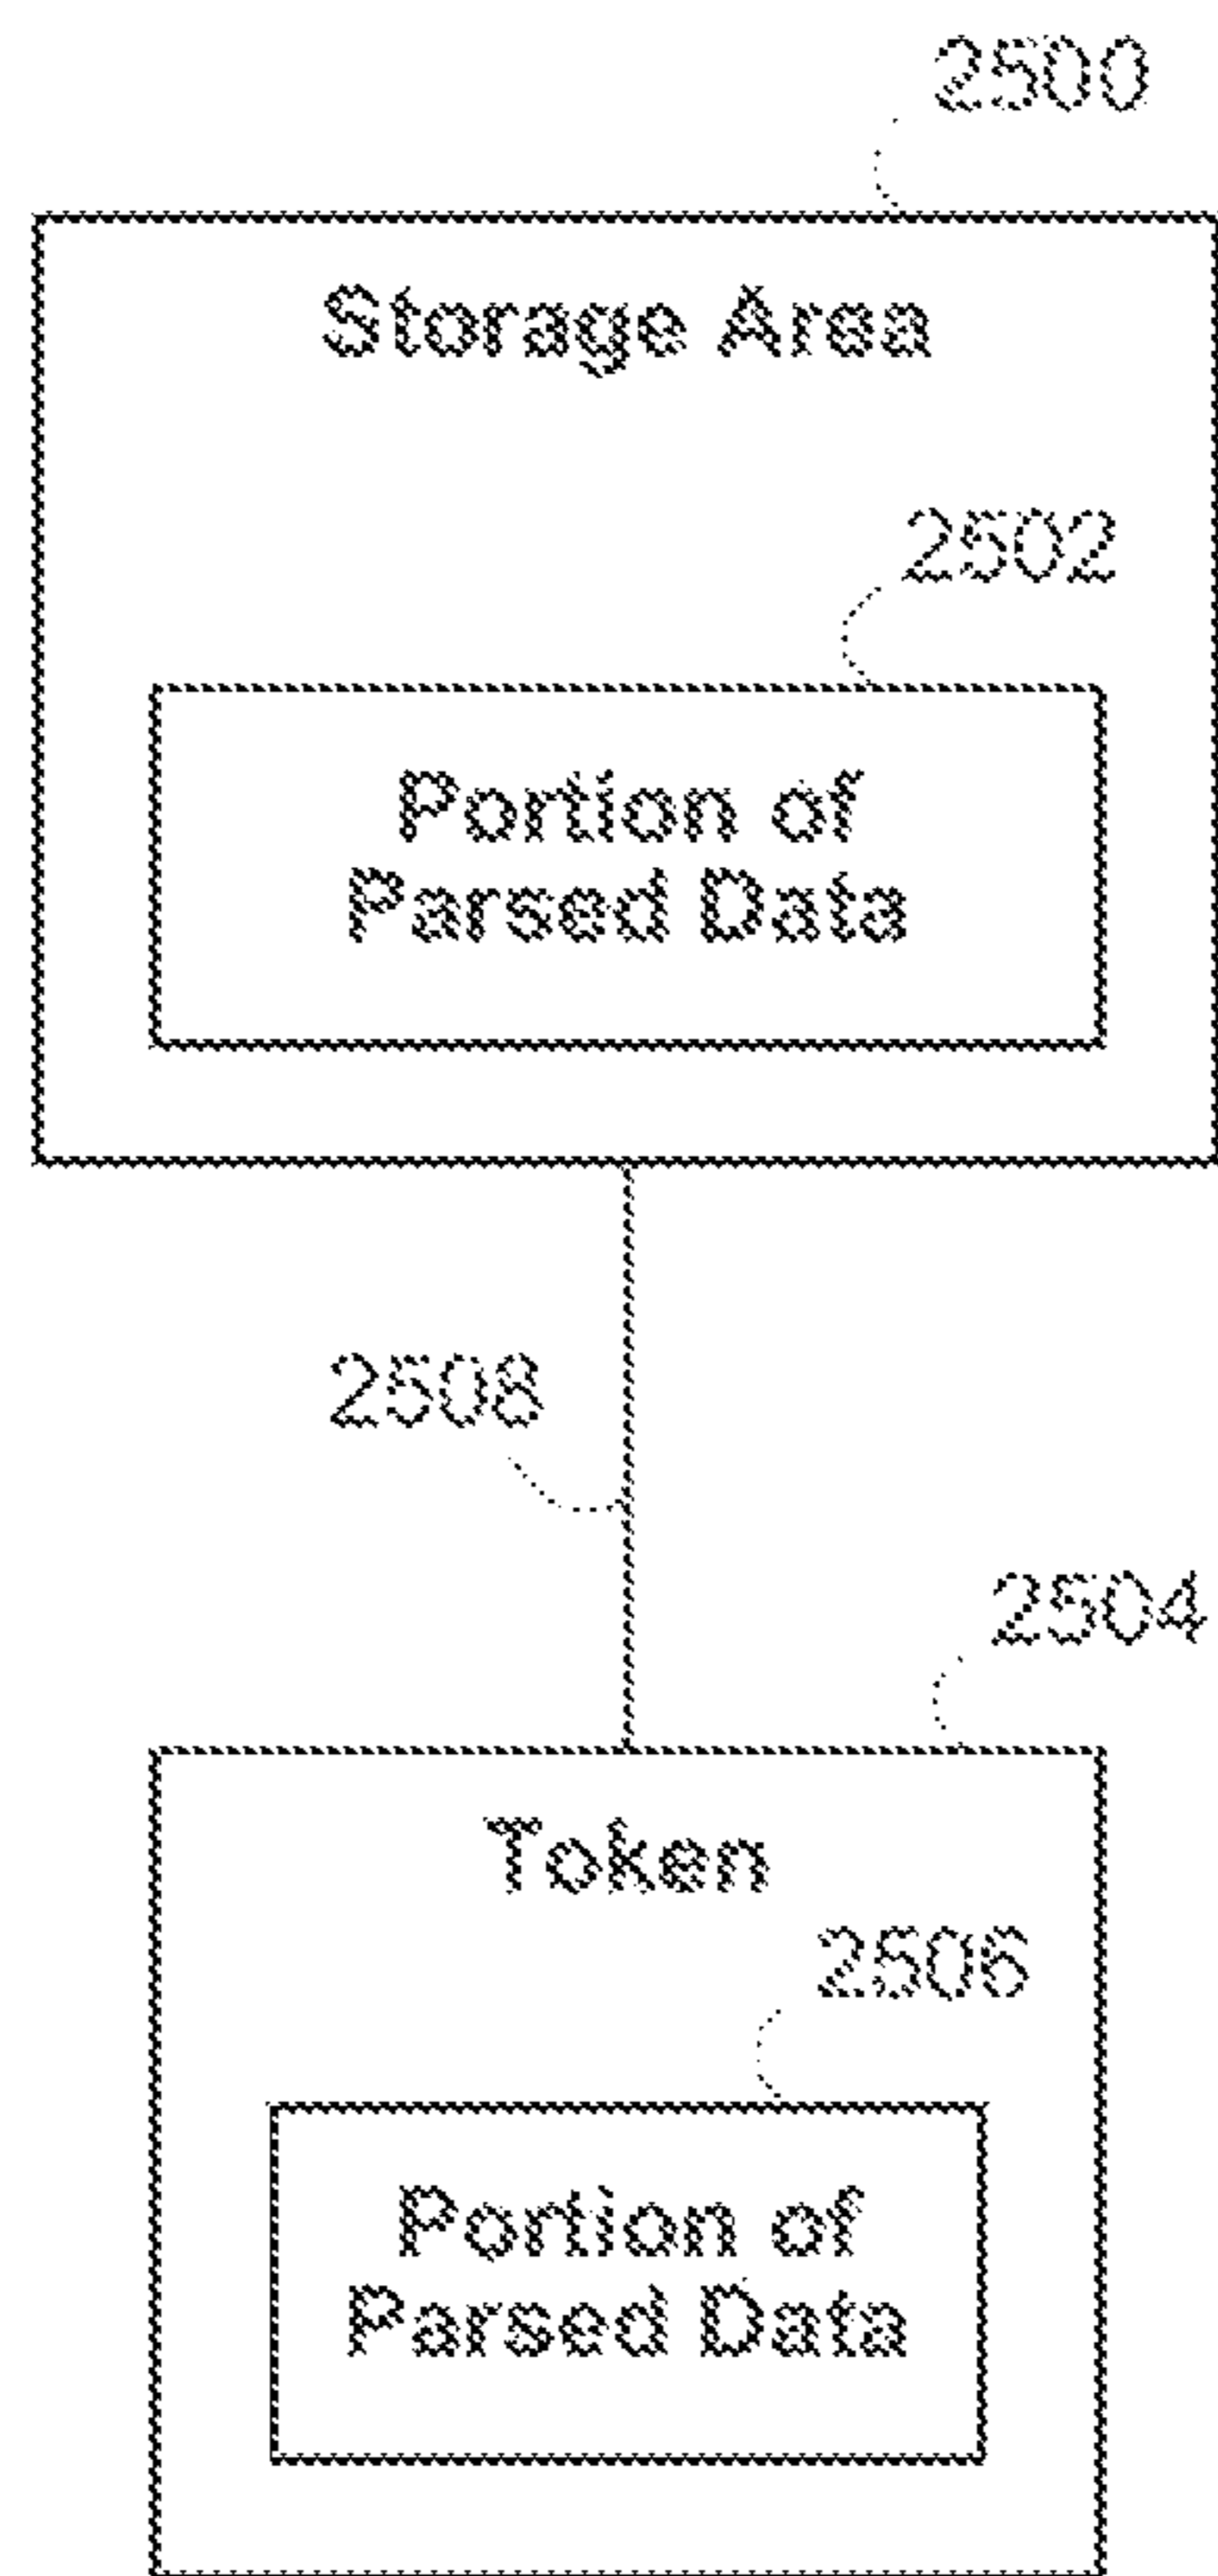 2500
Storage Area
2502
Portion of
Parsed Data
2508
2504
Token
2506
Portion of
Parsed Data